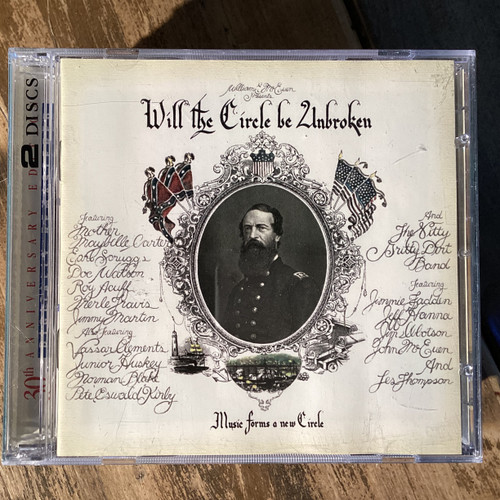 30th ANNIVERSARY ED
2 DISCS
William E. McEuen
Presents
Will the Circle be Unbroken
Featuring
Mother
Maybelle Carter
Earl Scruggs
Doc Watson
Roy Acuff
Merle Travis
Jimmy Martin
And featuring
Vassar Clements
Junior Huskey
Norman Blake
Pete Oswald Kirby
And
The Nitty
Gritty Dirt
Band
Featuring
Jimmie Fadden
Jeff Hanna
Jim Ibbotson
John McEuen
And
Les Thompson
Music forms a new Circle